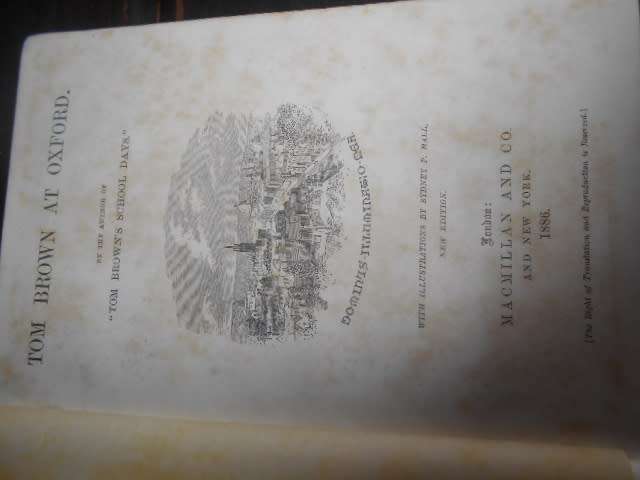 TOM BROWN AT OXFORD.
BY THE AUTHOR OF
"TOM BROWN'S SCHOOL DAYS."
DOMINUS ILLUMINATIO MEA
WITH ILLUSTRATIONS BY SYDNEY P. HALL.
NEW EDITION.
London:
MACMILLAN AND CO.
AND NEW YORK.
1886.
[The Right of Translation and Reproduction is Reserved.]